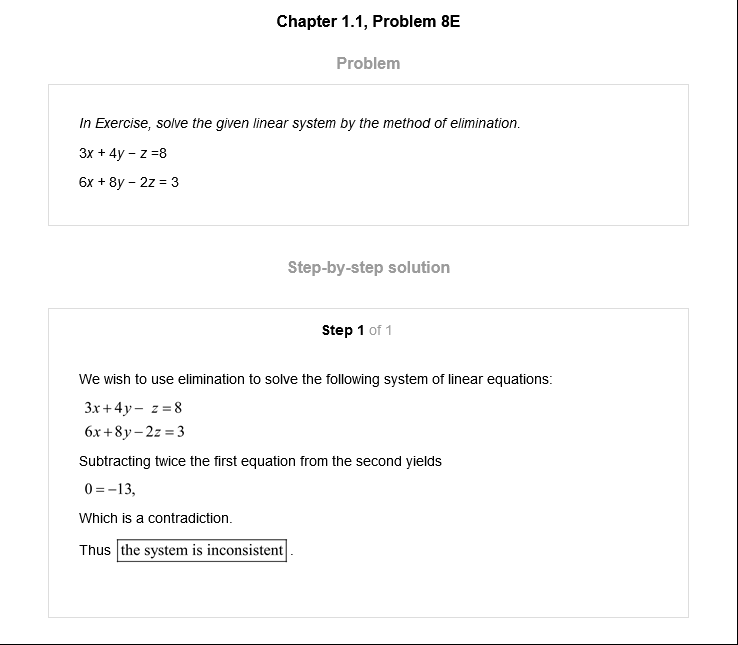 Chapter 1.1, Problem 8E
Problem
In Exercise, solve the given linear system by the method of elimination.
3x + 4y − z =8
6x + 8y − 2z = 3
Step-by-step solution
Step 1 of 1
We wish to use elimination to solve the following system of linear equations:
3x+4y− z=8
6x+8y−2z=3
Subtracting twice the first equation from the second yields
0=−13,
Which is a contradiction.
Thus the system is inconsistent.